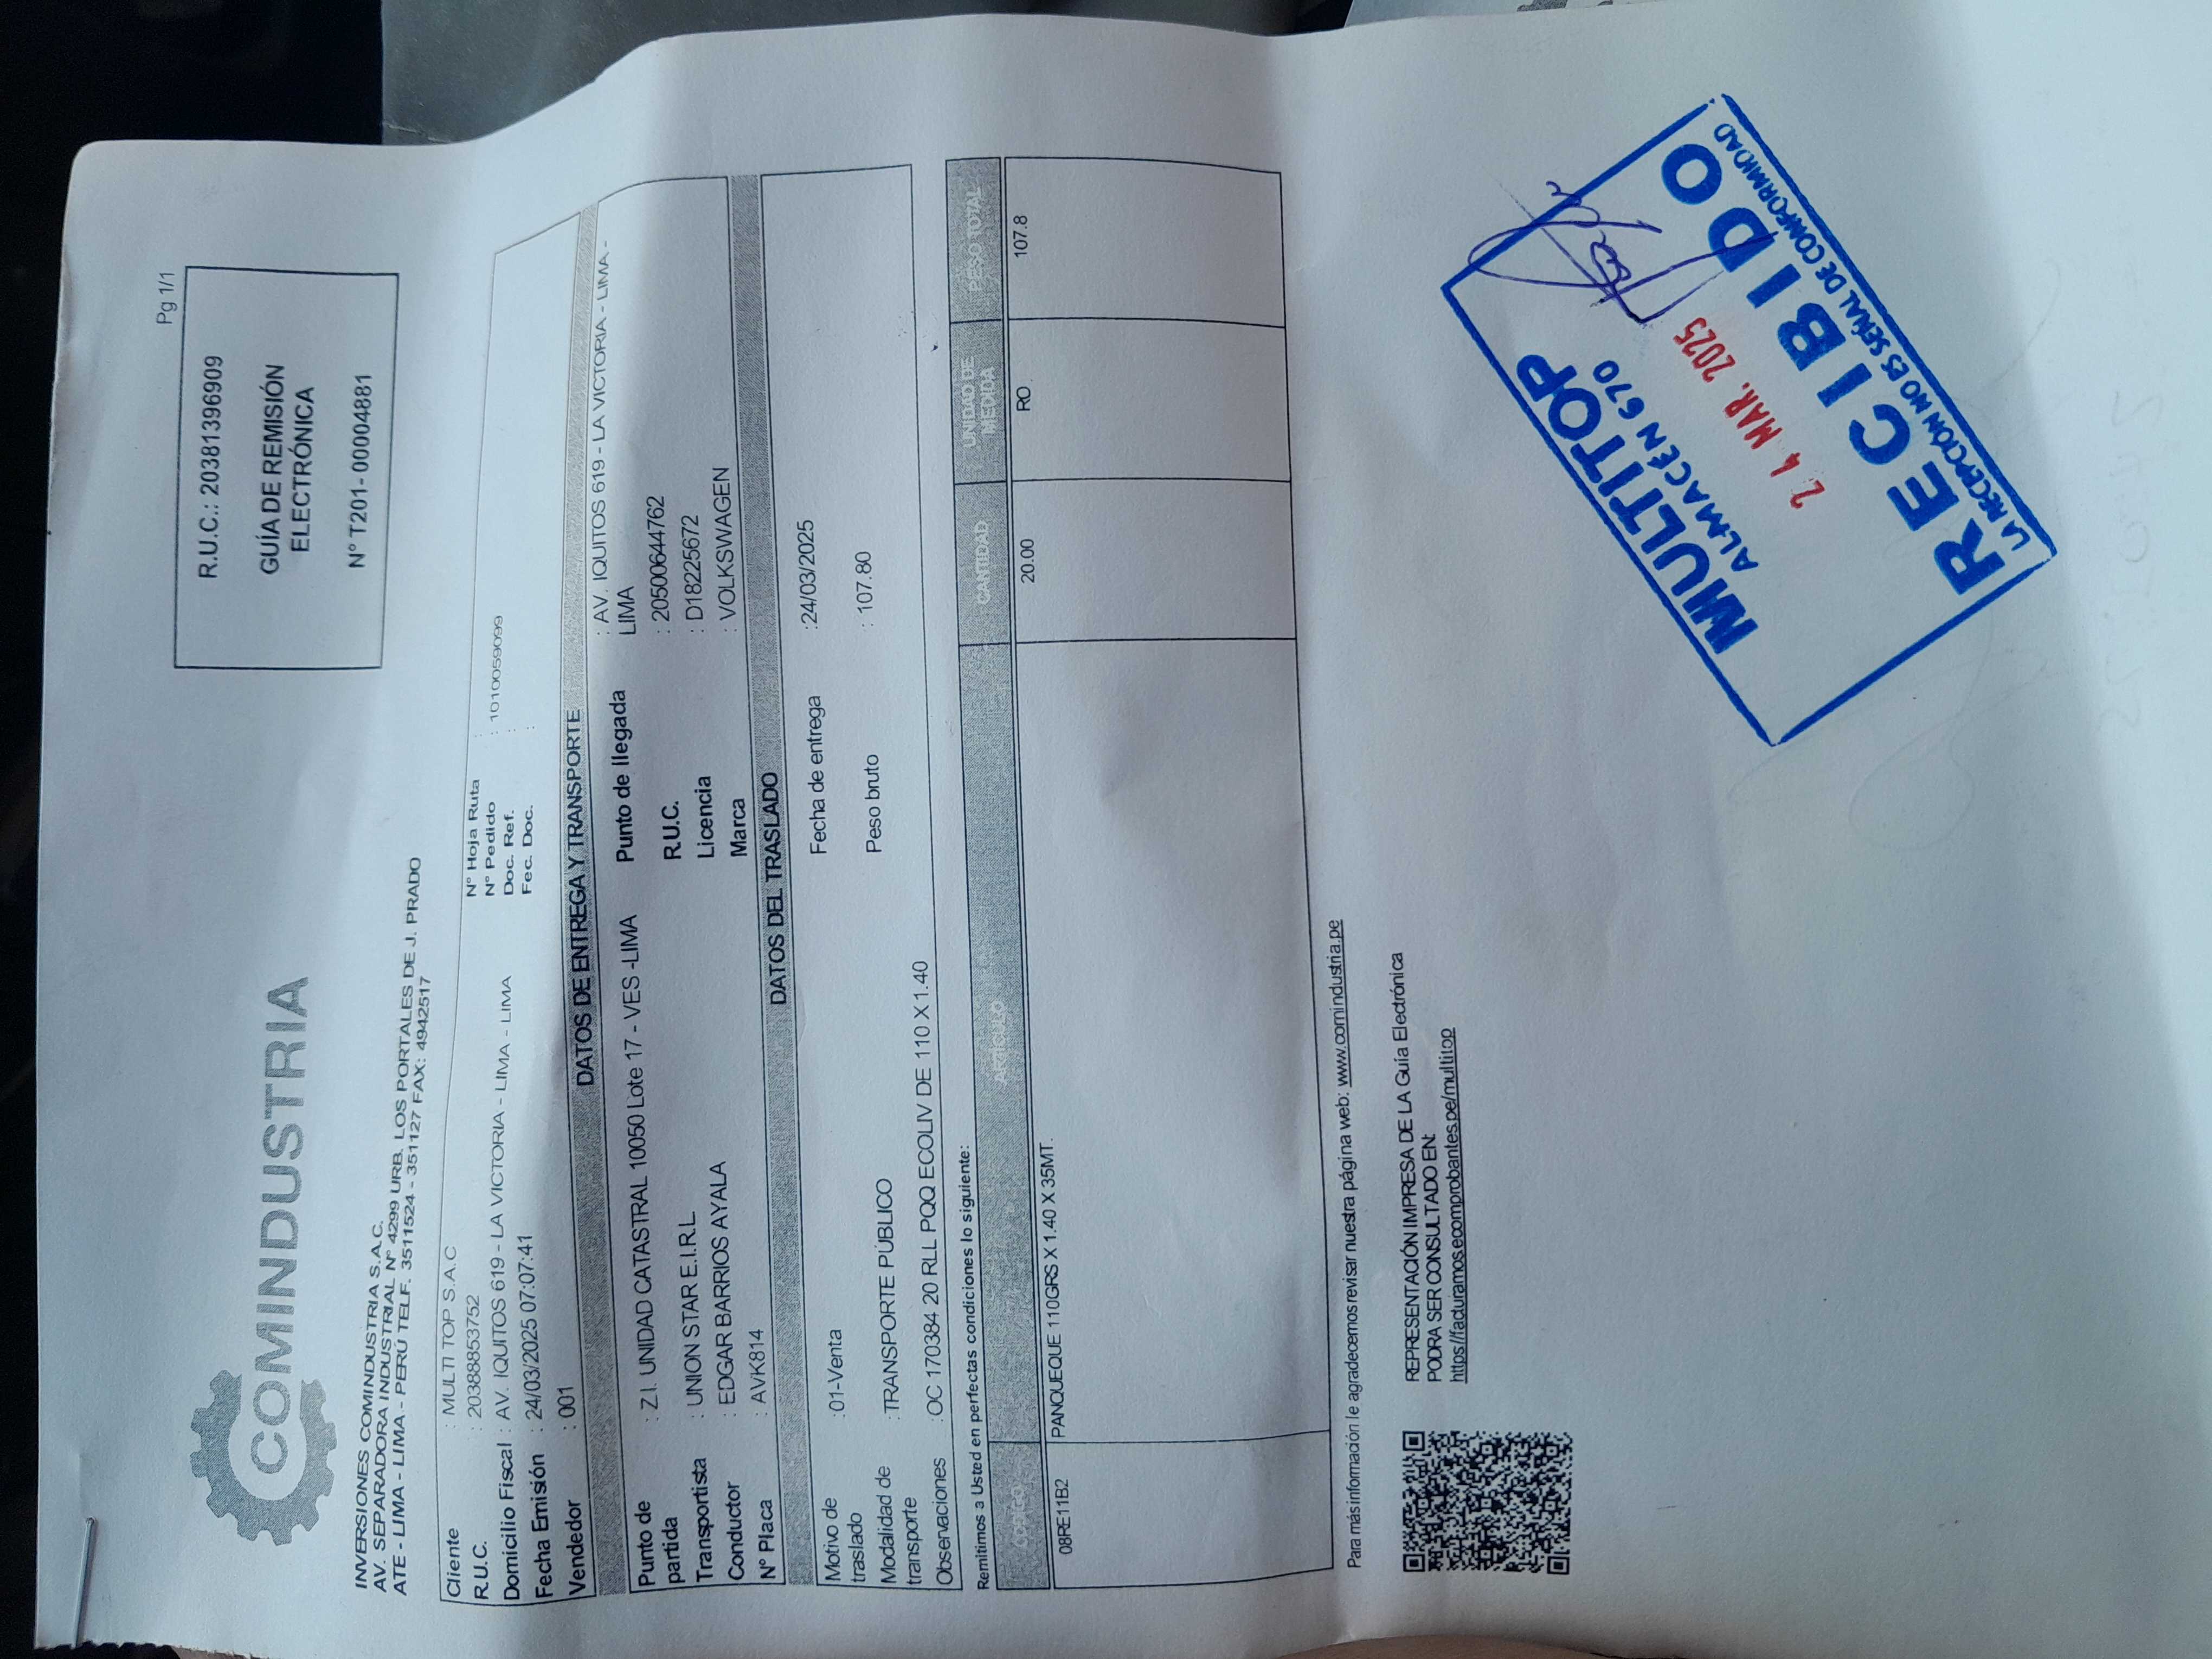 Pg 1/1
COMINDUSTRIA
R.U.C.: 20381396909
GUÍA DE REMISIÓN
ELECTRÓNICA
N° T201- 00004881
INVERSIONES COMINDUSTRIA S.A.C.
AV. SEPARADORA INDUSTRIAL N° 4299 URB. LOS PORTALES DE J. PRADO
ATE - LIMA - LIMA - PERÚ TELF. 3511524 - 351127 FAX: 4942517
Cliente : MULTI TOP S.A.C
R.U.C. : 20388853752
Domicilio Fiscal : AV. IQUITOS 619 - LA VICTORIA - LIMA - LIMA
Fecha Emisión : 24/03/2025 07:07:41
Vendedor : 001
N° Hoja Ruta :
N° Pedido : 1010059099
Doc. Ref. :
Fec. Doc. :
DATOS DE ENTREGA Y TRANSPORTE
Punto de partida : Z.I. UNIDAD CATASTRAL 10050 Lote 17 - VES -LIMA
Transportista : UNION STAR E.I.R.L.
Conductor : EDGAR BARRIOS AYALA
N° Placa : AVK814
Punto de llegada : AV. IQUITOS 619 - LA VICTORIA - LIMA -
LIMA
R.U.C. : 20500644762
Licencia : D18225672
Marca : VOLKSWAGEN
DATOS DEL TRASLADO
Motivo de traslado :01-Venta
Fecha de entrega :24/03/2025
Modalidad de transporte :TRANSPORTE PÚBLICO
Peso bruto : 107.80
Observaciones :OC 170384 20 RLL PQQ ECOLIV DE 110 X 1.40
Remitimos a Usted en perfectas condiciones lo siguiente:
CODIGO ARTÍCULO CANTIDAD UNIDAD DE MEDIDA PESO TOTAL
08RE11B2 PANQUEQUE 110GRS X 1.40 X 35MT. 20.00 RO 107.8
Para más información le agradecemos revisar nuestra página web: www.comindustria.pe
REPRESENTACIÓN IMPRESA DE LA Guía Electrónica
PODRA SER CONSULTADO EN:
https://facturamos.ecomprobantes.pe/multitop
MULTITOP
ALMACÉN 670
24 MAR. 2025
RECIBIDO
LA RECEPCIÓN NO ES SEÑAL DE CONFORMIDAD